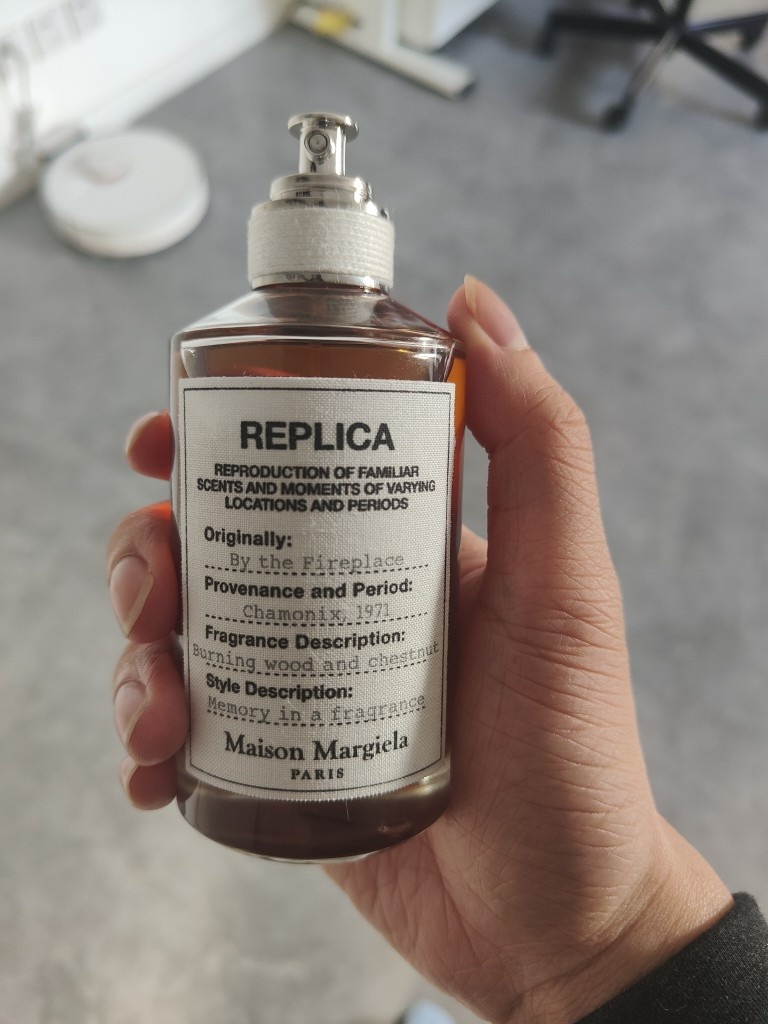 REPLICA
REPRODUCTION OF FAMILIAR
SCENTS AND MOMENTS OF VARYING
LOCATIONS AND PERIODS
Originally:
By the Fireplace
Provenance and Period:
Chamonix, 1971
Fragrance Description:
Burning wood and chestnut
Style Description:
Memory in a fragrance
Maison Margiela
PARIS